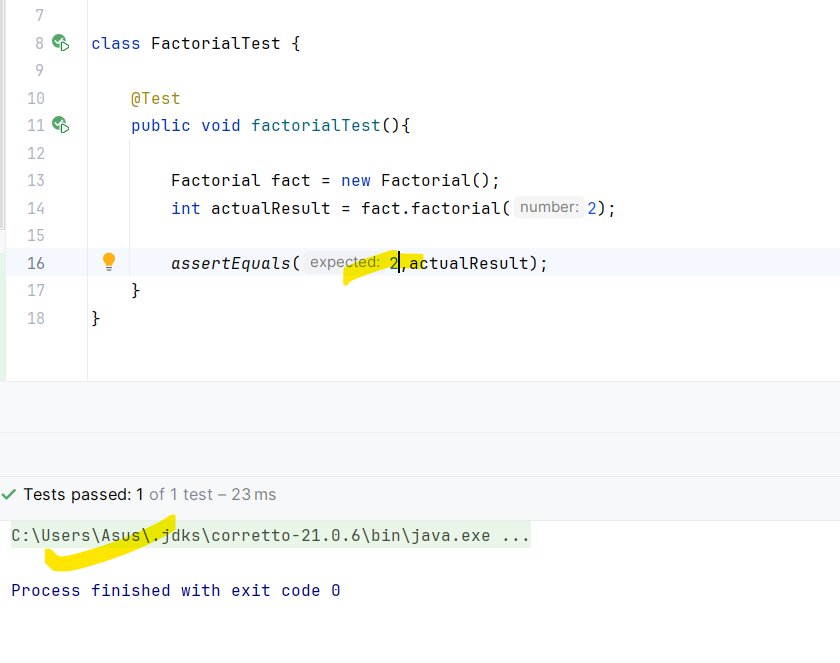 7
8 class FactorialTest {
9
10 @Test
11 public void factorialTest(){
12
13 Factorial fact = new Factorial();
14 int actualResult = fact.factorial( number: 2);
15
16 assertEquals( expected: 2,actualResult);
17 }
18 }
Tests passed: 1 of 1 test – 23 ms
C:\Users\Asus\.jdks\corretto-21.0.6\bin\java.exe ...
Process finished with exit code 0